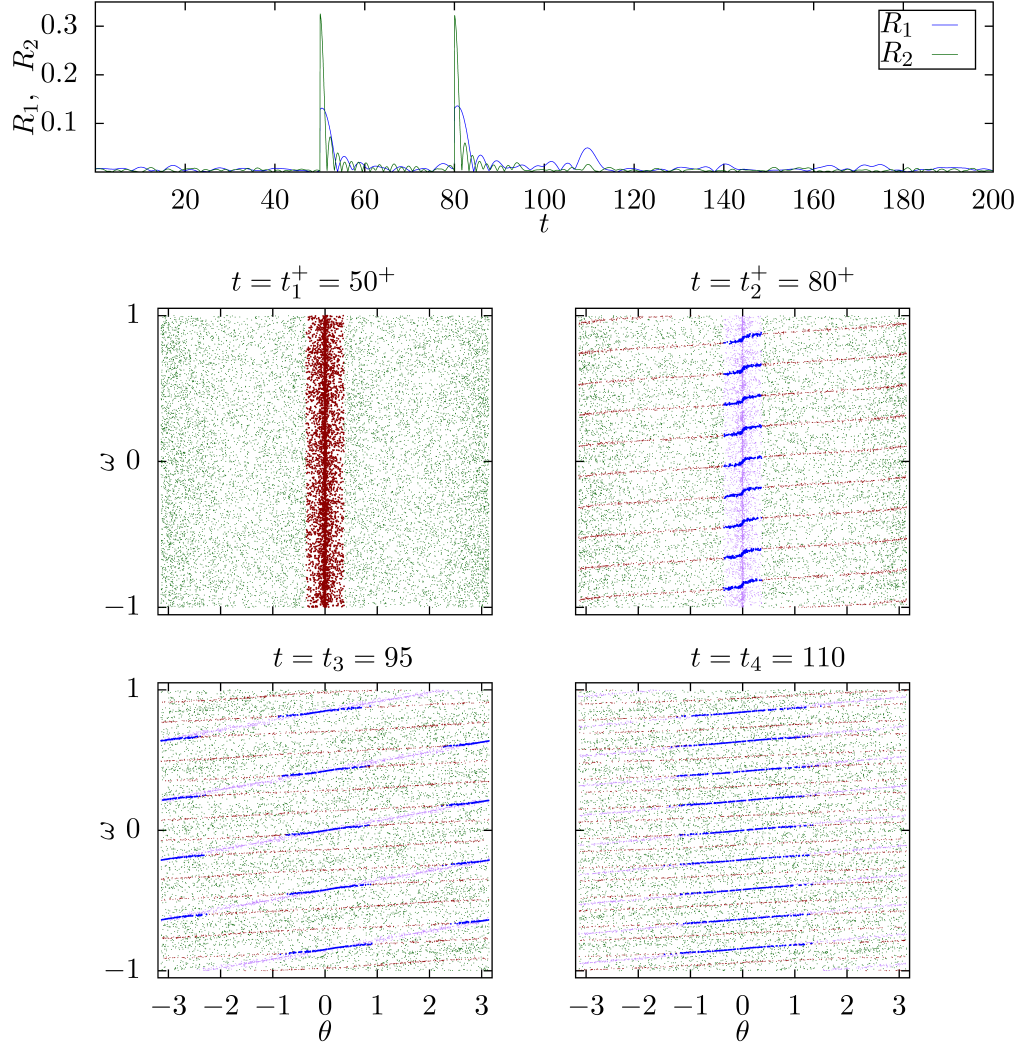 R₁, R₂
0.3
0.2
0.1
R₁
R₂
20 40 60 80 100 120 140 160 180 200
t
t = t₁⁺ = 50⁺ t = t₂⁺ = 80⁺
1
ω 0
−1
t = t₃ = 95 t = t₄ = 110
1
ω 0
−1
−3 −2 −1 0 1 2 3 −3 −2 −1 0 1 2 3
θ θ